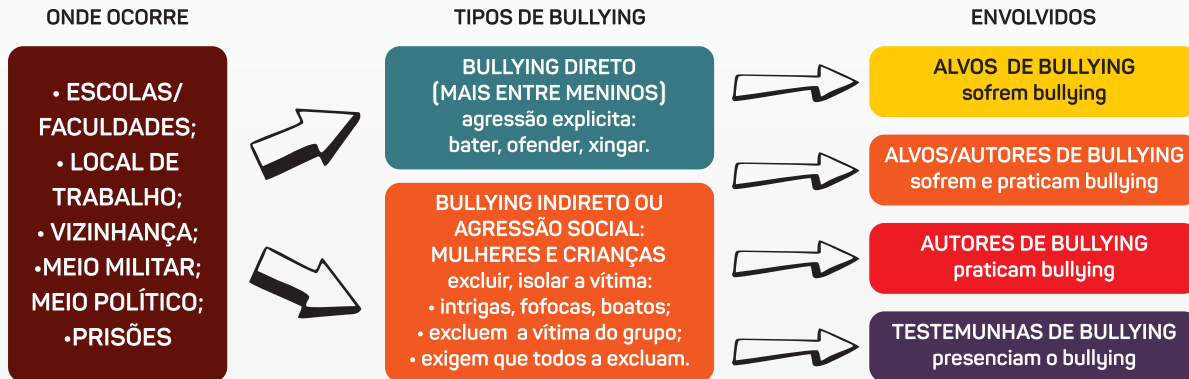 ONDE OCORRE
• ESCOLAS/
FACULDADES;
• LOCAL DE
TRABALHO;
• VIZINHANÇA;
•MEIO MILITAR;
MEIO POLÍTICO;
•PRISÕES
TIPOS DE BULLYING
BULLYING DIRETO
(MAIS ENTRE MENINOS)
agressão explicita:
bater, ofender, xingar.
BULLYING INDIRETO OU
AGRESSÃO SOCIAL:
MULHERES E CRIANÇAS
excluir, isolar a vítima:
• intrigas, fofocas, boatos;
• excluem a vítima do grupo;
• exigem que todos a excluam.
ENVOLVIDOS
ALVOS DE BULLYING
sofrem bullying
ALVOS/AUTORES DE BULLYING
sofrem e praticam bullying
AUTORES DE BULLYING
praticam bullying
TESTEMUNHAS DE BULLYING
presenciam o bullying